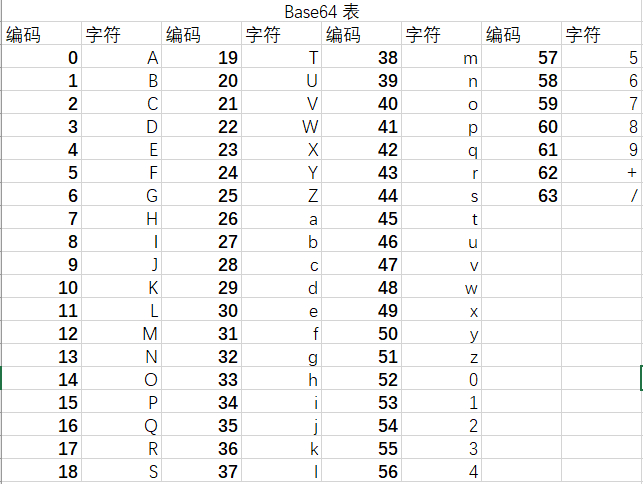 Base64 表
编码 字符 编码 字符 编码 字符 编码 字符
0 A 19 T 38 m 57 5
1 B 20 U 39 n 58 6
2 C 21 V 40 o 59 7
3 D 22 W 41 p 60 8
4 E 23 X 42 q 61 9
5 F 24 Y 43 r 62 +
6 G 25 Z 44 s 63 /
7 H 26 a 45 t
8 I 27 b 46 u
9 J 28 c 47 v
10 K 29 d 48 w
11 L 30 e 49 x
12 M 31 f 50 y
13 N 32 g 51 z
14 O 33 h 52 0
15 P 34 i 53 1
16 Q 35 j 54 2
17 R 36 k 55 3
18 S 37 l 56 4